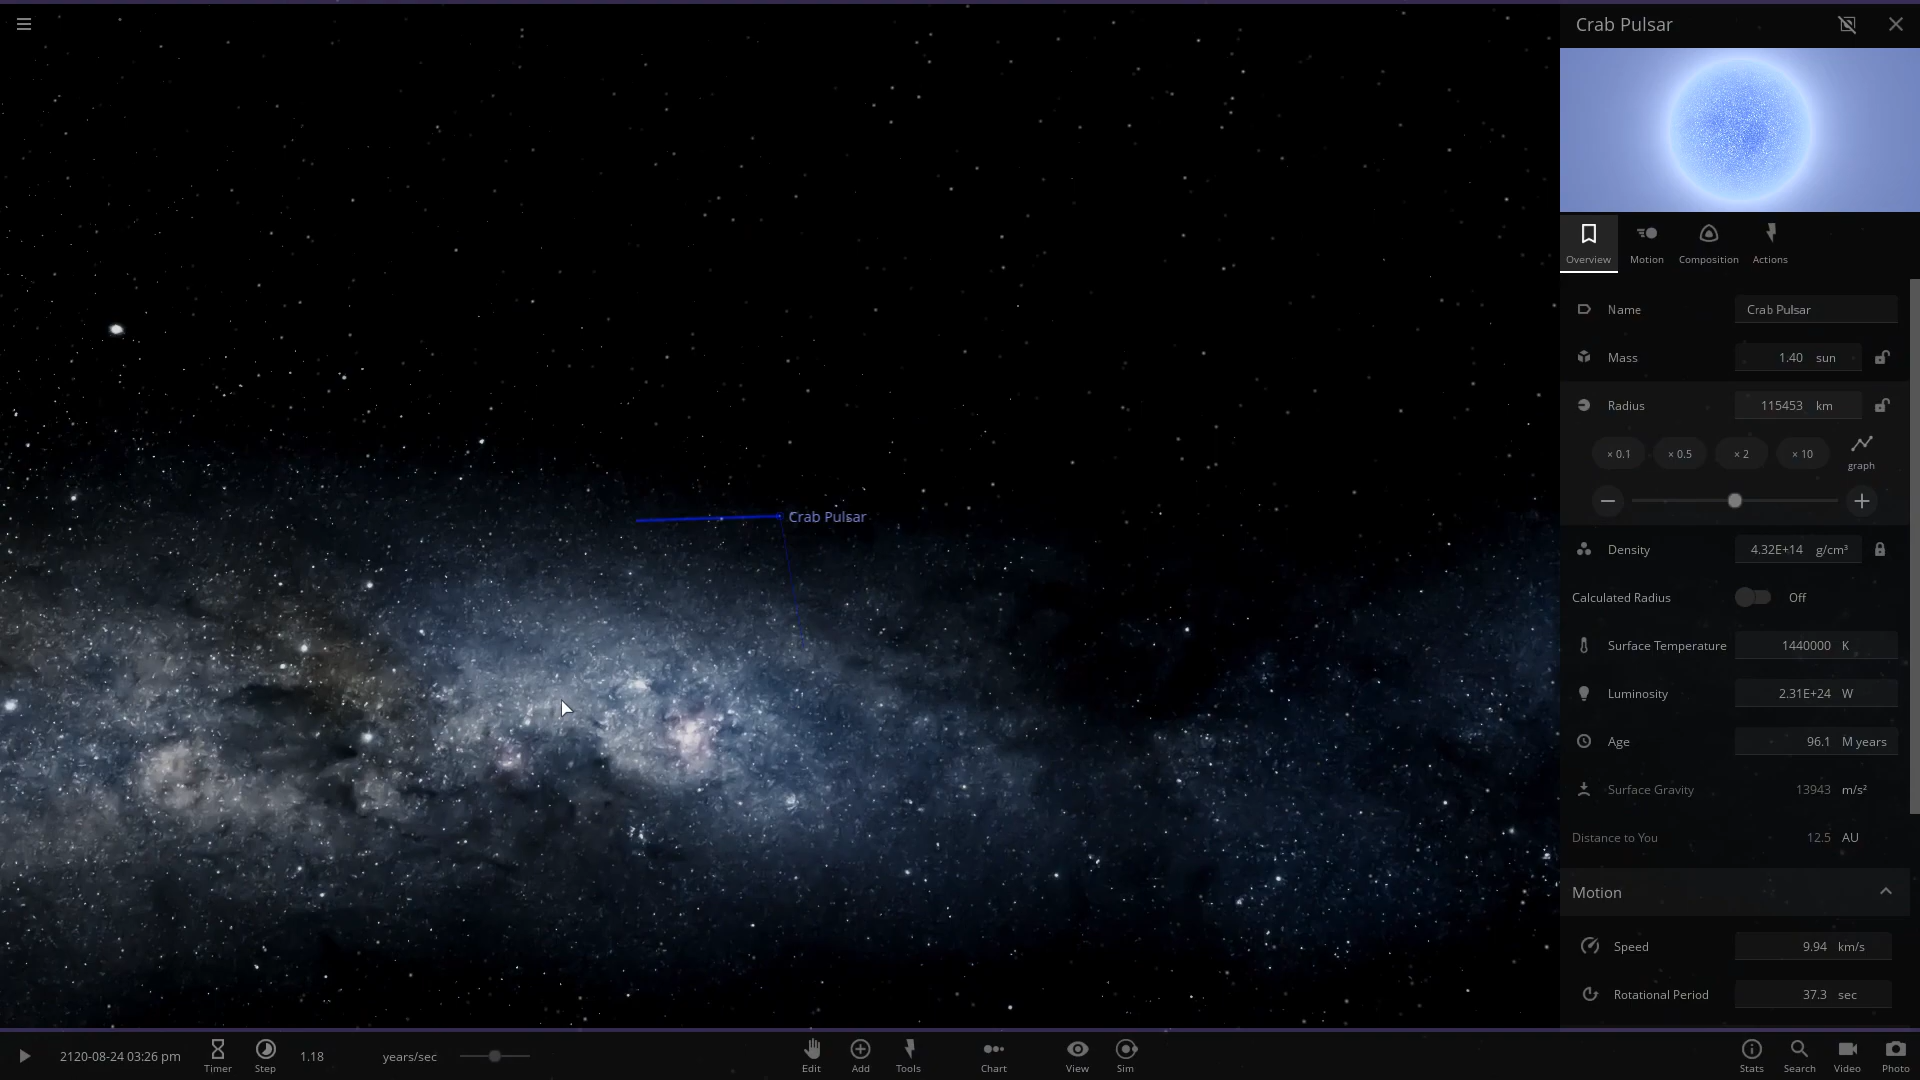 Crab Pulsar
Overview
Motion
Composition
Actions
Name Crab Pulsar
Mass 1.40 sun
Radius 115453 km
× 0.1 × 0.5 × 2 × 10 graph
Crab Pulsar
Density 4.32E+14 g/cm³
Calculated Radius Off
Surface Temperature 1440000 K
Luminosity 2.31E+24 W
Age 96.1 M years
Surface Gravity 13943 m/s²
Distance to You 12.5 AU
Motion
Speed 9.94 km/s
Rotational Period 37.3 sec
2120-08-24 03:26 pm
Timer
Step
1.18 years/sec
Edit
Add
Tools
Chart
View
Sim
Stats
Search
Video
Photo